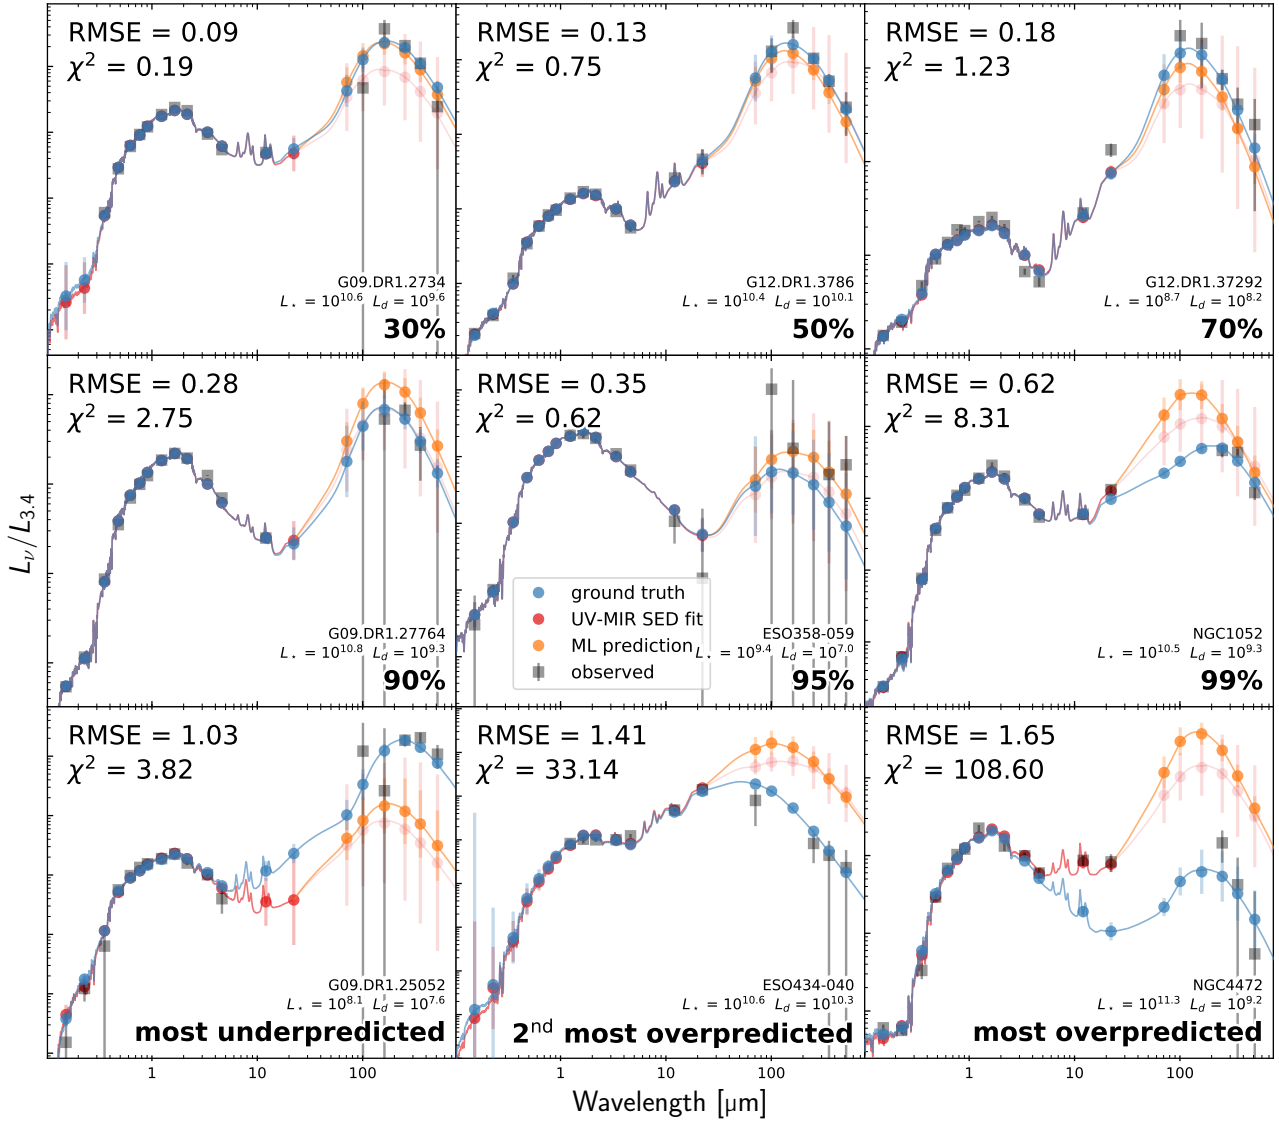 RMSE = 0.09
χ² = 0.19
G09.DR1.2734
L⋆ = 10^10.6 L_d = 10^9.6
30%
RMSE = 0.13
χ² = 0.75
G12.DR1.3786
L⋆ = 10^10.4 L_d = 10^10.1
50%
RMSE = 0.18
χ² = 1.23
G12.DR1.37292
L⋆ = 10^8.7 L_d = 10^8.2
70%
RMSE = 0.28
χ² = 2.75
G09.DR1.27764
L⋆ = 10^10.8 L_d = 10^9.3
90%
RMSE = 0.35
χ² = 0.62
ground truth
UV-MIR SED fit
ML prediction
observed
ESO358-059
L⋆ = 10^9.4 L_d = 10^7.0
95%
RMSE = 0.62
χ² = 8.31
NGC1052
L⋆ = 10^10.5 L_d = 10^9.3
99%
RMSE = 1.03
χ² = 3.82
G09.DR1.25052
L⋆ = 10^8.1 L_d = 10^7.6
most underpredicted
RMSE = 1.41
χ² = 33.14
ESO434-040
L⋆ = 10^10.6 L_d = 10^10.3
2nd most overpredicted
RMSE = 1.65
χ² = 108.60
NGC4472
L⋆ = 10^11.3 L_d = 10^9.2
most overpredicted
L_ν/L_3.4
1 10 100
1 10 100
1 10 100
Wavelength [μm]